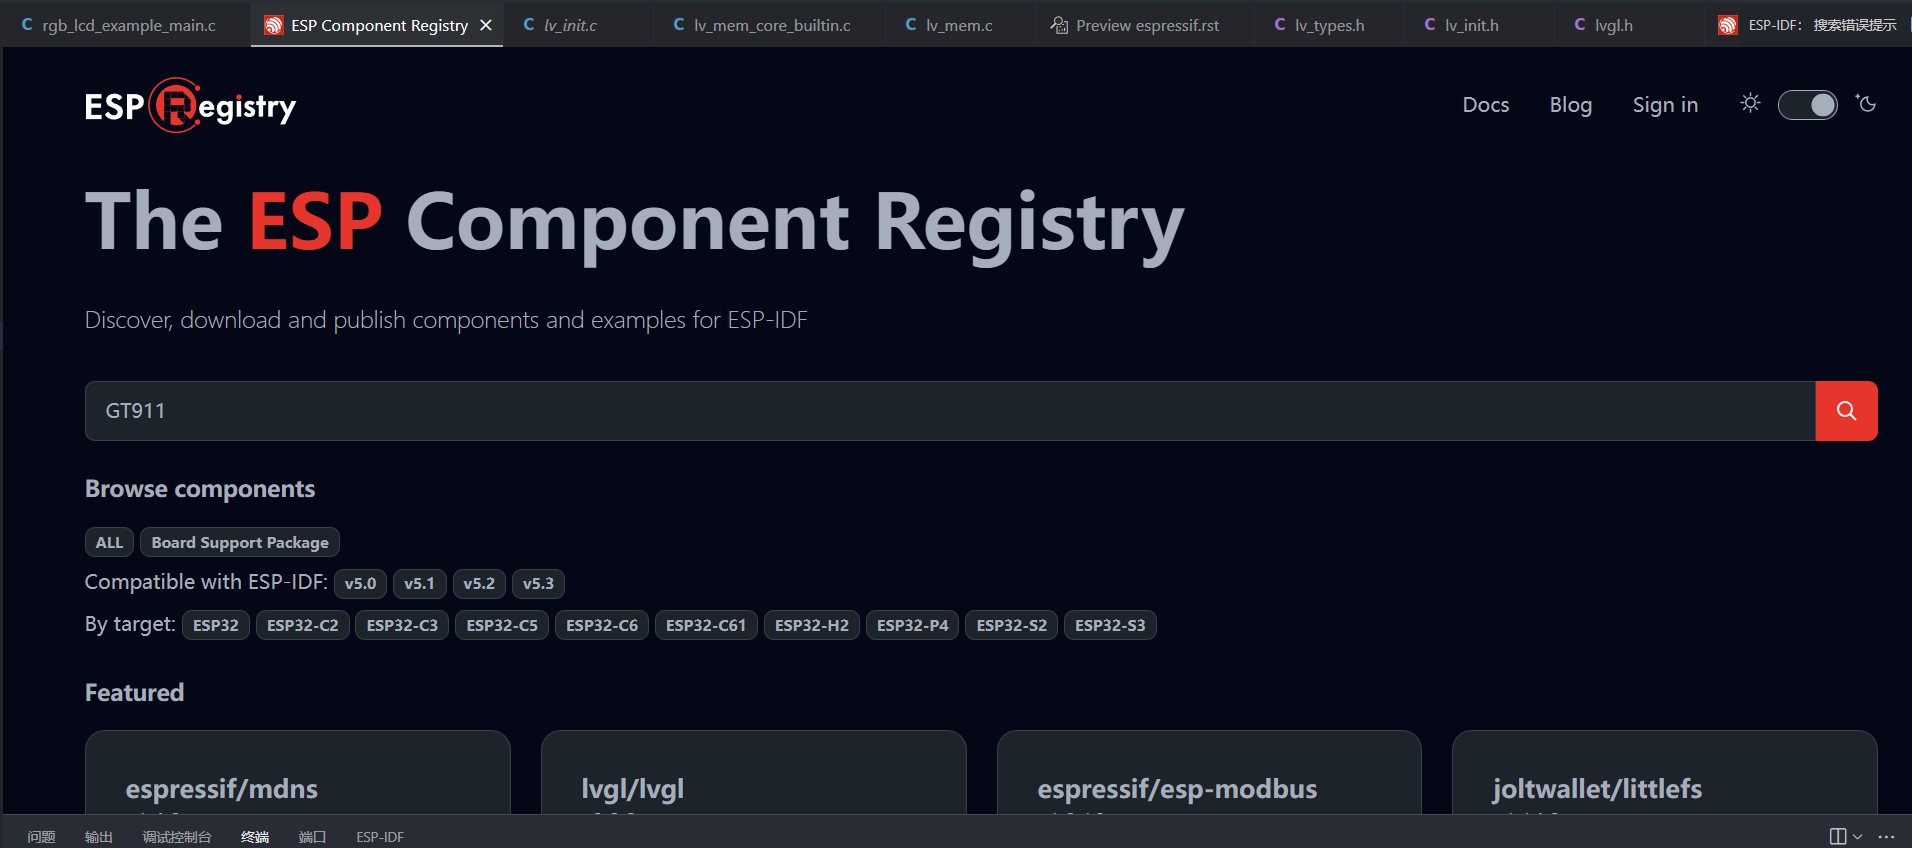 C rgb_lcd_example_main.c ESP Component Registry C lv_init.c C lv_mem_core_builtin.c C lv_mem.c Preview espressif.rst C lv_types.h C lv_init.h C lvgl.h ESP-IDF: 搜索错误提示
ESP Registry Docs Blog Sign in
The ESP Component Registry
Discover, download and publish components and examples for ESP-IDF
GT911
Browse components
ALL Board Support Package
Compatible with ESP-IDF: v5.0 v5.1 v5.2 v5.3
By target: ESP32 ESP32-C2 ESP32-C3 ESP32-C5 ESP32-C6 ESP32-C61 ESP32-H2 ESP32-P4 ESP32-S2 ESP32-S3
Featured
espressif/mdns lvgl/lvgl espressif/esp-modbus joltwallet/littlefs
问题 输出 调试控制台 终端 端口 ESP-IDF